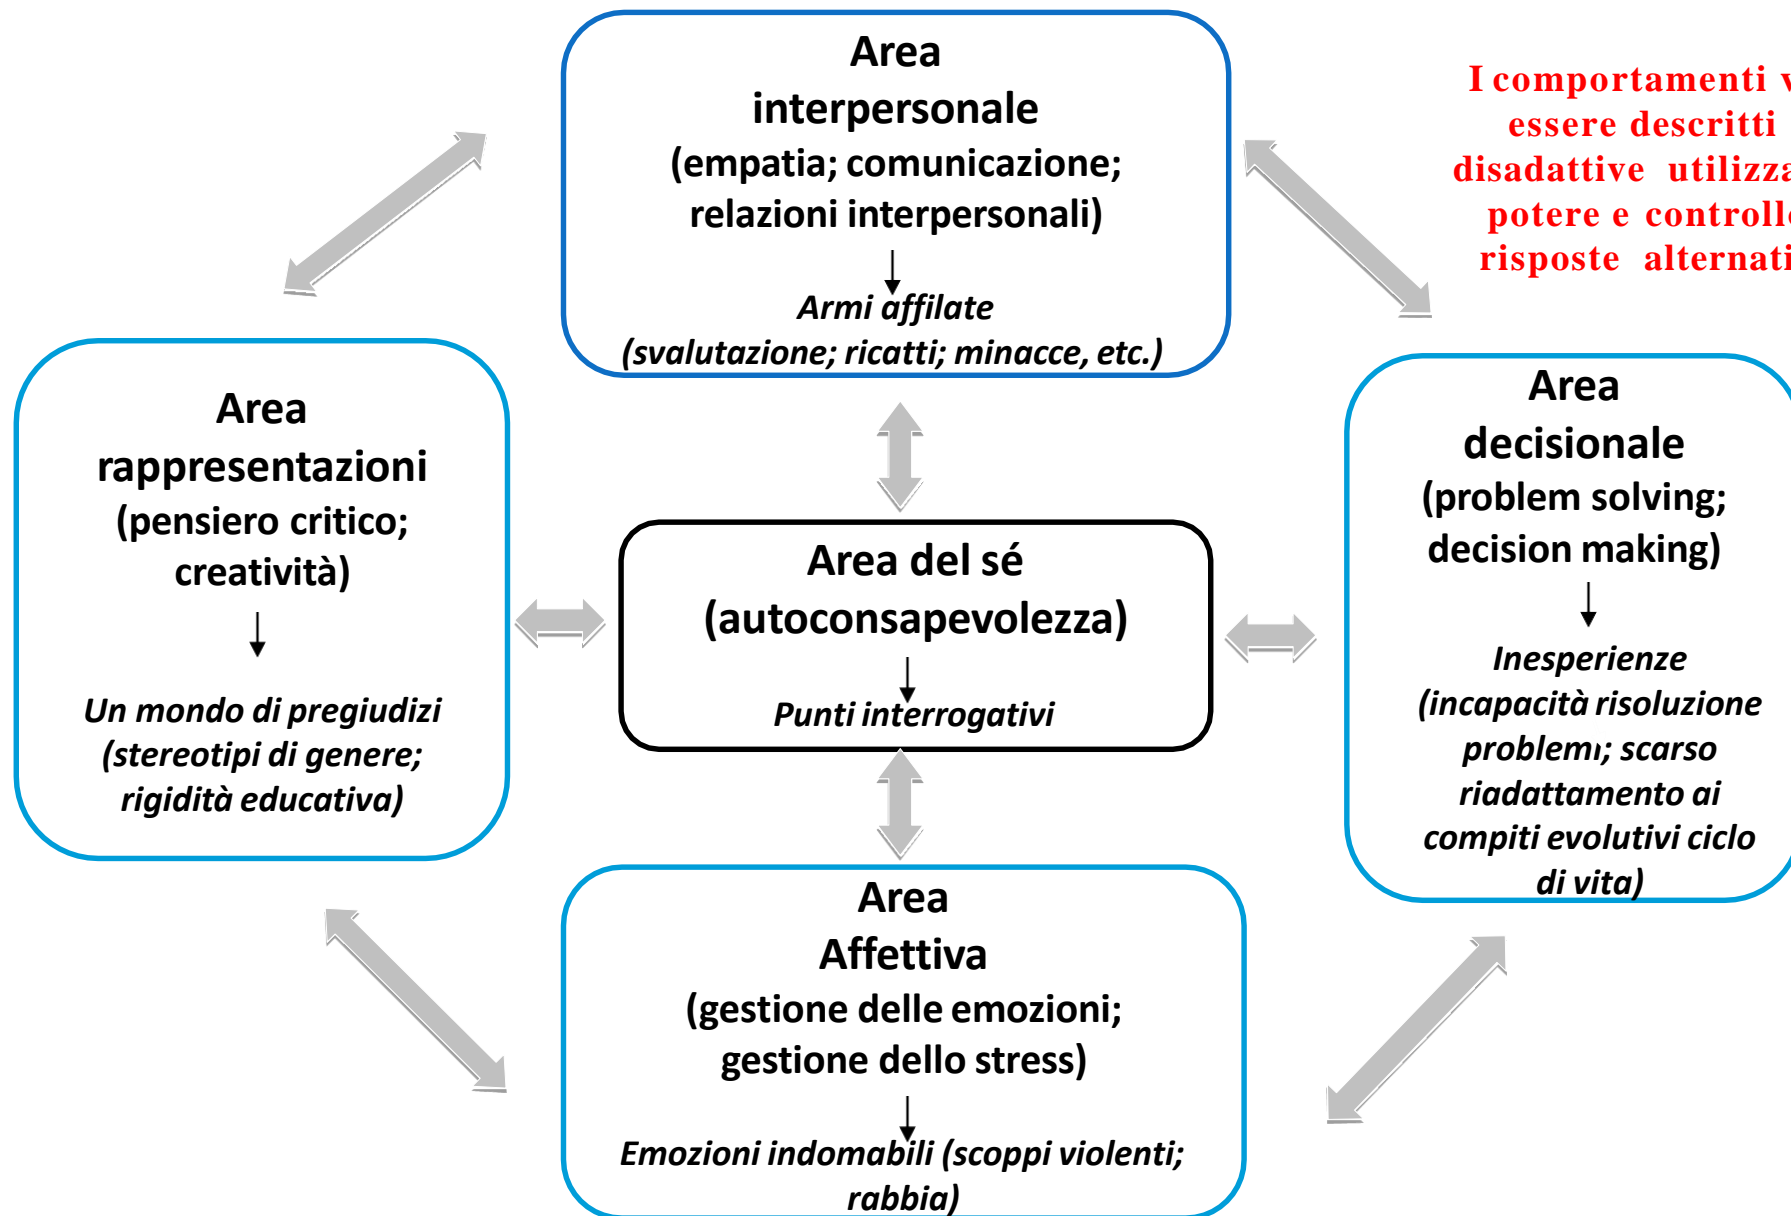 Area
interpersonale
(empatia; comunicazione;
relazioni interpersonali)
Armi affilate
(svalutazione; ricatti; minacce, etc.)
I comportamenti
essere descritti
disadattive utilizza
potere e controll
risposte alternati
Area
rappresentazioni
(pensiero critico;
creatività)
Un mondo di pregiudizi
(stereotipi di genere;
rigidità educativa)
Area del sé
(autoconsapevolezza)
Punti interrogativi
Area
decisionale
(problem solving;
decision making)
Inesperienze
(incapacità risoluzione
problemi; scarso
riadattamento ai
compiti evolutivi ciclo
di vita)
Area
Affettiva
(gestione delle emozioni;
gestione dello stress)
Emozioni indomabili (scoppi violenti;
rabbia)